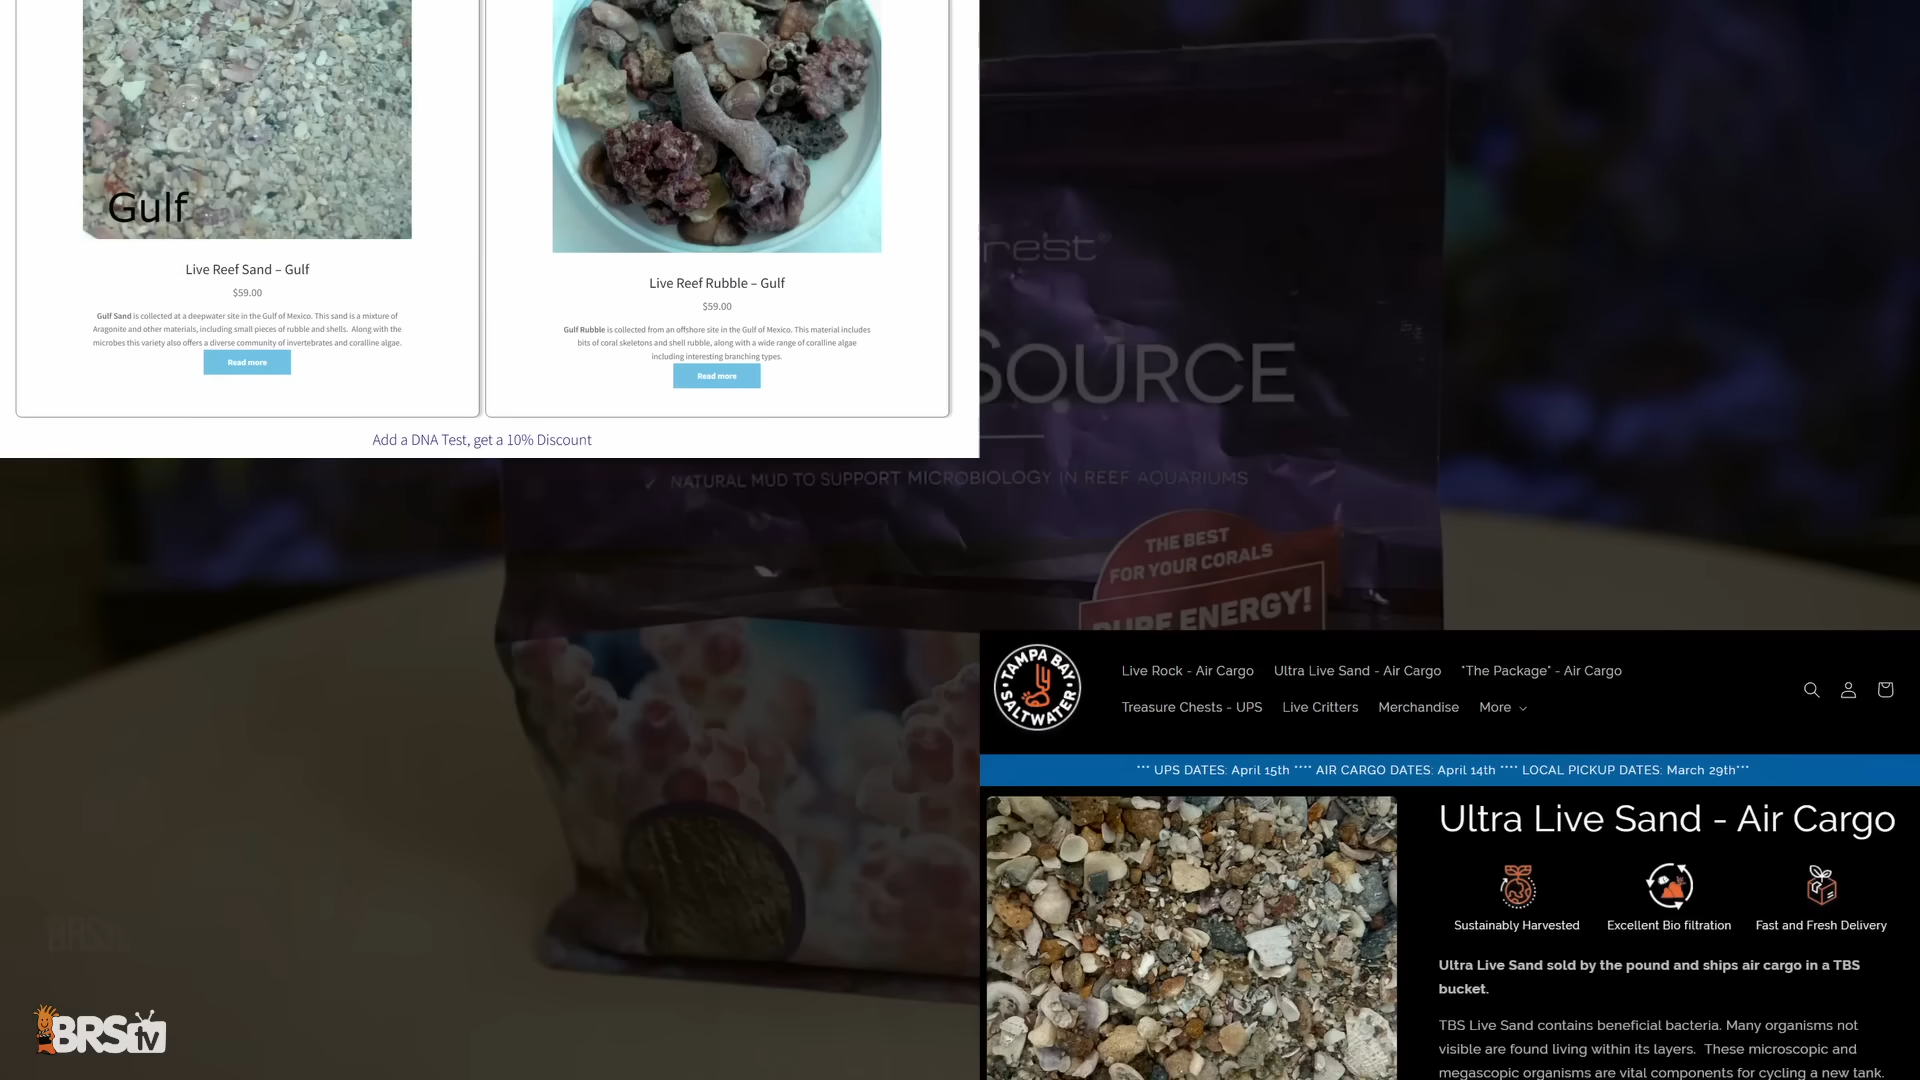 Gulf
Live Reef Sand – Gulf
$59.00
Gulf Sand is collected at a deepwater site in the Gulf of Mexico. This sand is a mixture of
Aragonite and other materials, including small pieces of rubble and shells. Along with the
microbes this variety also offers a diverse community of invertebrates and coralline algae.
Read more
Live Reef Rubble – Gulf
$59.00
Gulf Rubble is collected from an offshore site in the Gulf of Mexico. This material includes
bits of coral skeletons and shell rubble, along with a wide range of coralline algae
including interesting branching types.
Read more
Add a DNA Test, get a 10% Discount
rest®
SOURCE
✓ NATURAL MUD TO SUPPORT MICROBIOLOGY IN REEF AQUARIUMS
THE BEST
FOR YOUR CORALS
PURE ENERGY!
TAMPA BAY
SALTWATER
Live Rock - Air Cargo Ultra Live Sand - Air Cargo "The Package" - Air Cargo
Treasure Chests - UPS Live Critters Merchandise More
*** UPS DATES: April 15th **** AIR CARGO DATES: April 14th **** LOCAL PICKUP DATES: March 29th***
Ultra Live Sand - Air Cargo
Sustainably Harvested Excellent Bio filtration Fast and Fresh Delivery
Ultra Live Sand sold by the pound and ships air cargo in a TBS
bucket.
TBS Live Sand contains beneficial bacteria. Many organisms not
visible are found living within its layers. These microscopic and
megascopic organisms are vital components for cycling a new tank.
BRStv